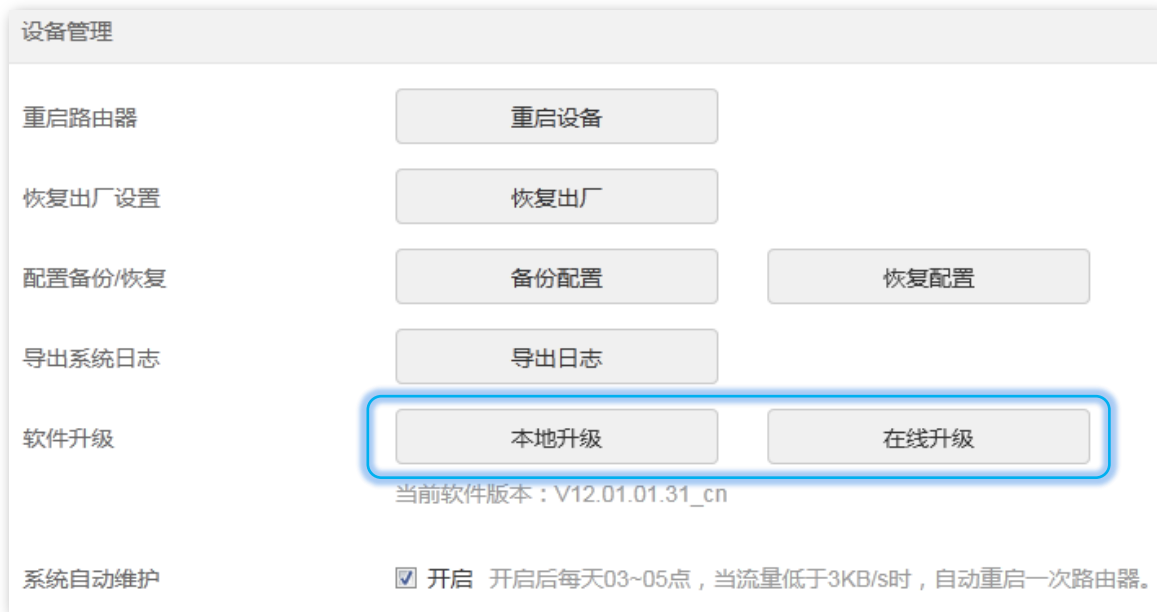 设备管理
重启路由器 重启设备
恢复出厂设置 恢复出厂
配置备份/恢复 备份配置 恢复配置
导出系统日志 导出日志
软件升级 本地升级 在线升级
当前软件版本：V12.01.01.31_cn
系统自动维护 开启 开启后每天03~05点，当流量低于3KB/s时，自动重启一次路由器。